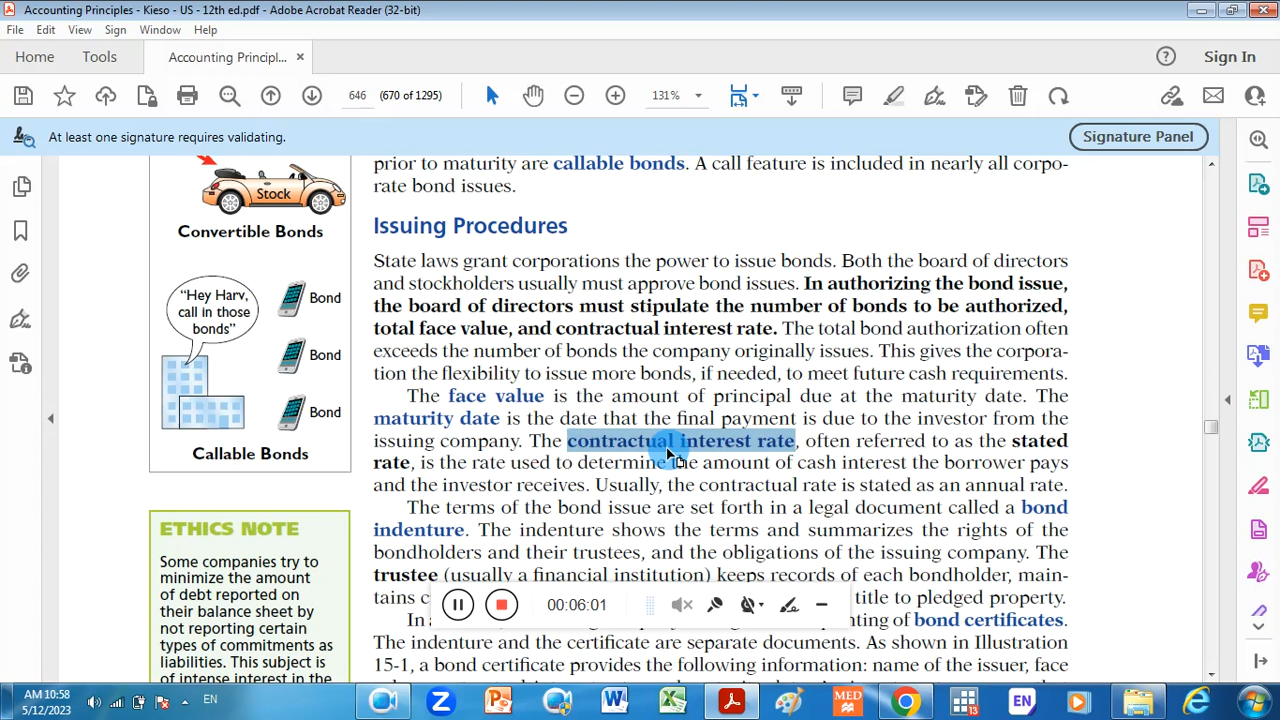 Accounting Principles - Kieso - US - 12th ed.pdf - Adobe Acrobat Reader (32-bit)
File Edit View Sign Window Help
Home Tools Accounting Principl... × ? Sign In
646 (670 of 1295) 131%
At least one signature requires validating. Signature Panel
Stock
Convertible Bonds
"Hey Harv,
call in those
bonds"
Bond
Bond
Bond
Callable Bonds
ETHICS NOTE
Some companies try to
minimize the amount
of debt reported on
their balance sheet by
not reporting certain
types of commitments as
liabilities. This subject is
of intense interest in the
prior to maturity are callable bonds. A call feature is included in nearly all corpo-
rate bond issues.
Issuing Procedures
State laws grant corporations the power to issue bonds. Both the board of directors
and stockholders usually must approve bond issues. In authorizing the bond issue,
the board of directors must stipulate the number of bonds to be authorized,
total face value, and contractual interest rate. The total bond authorization often
exceeds the number of bonds the company originally issues. This gives the corpora-
tion the flexibility to issue more bonds, if needed, to meet future cash requirements.
The face value is the amount of principal due at the maturity date. The
maturity date is the date that the final payment is due to the investor from the
issuing company. The contractual interest rate, often referred to as the stated
rate, is the rate used to determine the amount of cash interest the borrower pays
and the investor receives. Usually, the contractual rate is stated as an annual rate.
The terms of the bond issue are set forth in a legal document called a bond
indenture. The indenture shows the terms and summarizes the rights of the
bondholders and their trustees, and the obligations of the issuing company. The
trustee (usually a financial institution) keeps records of each bondholder, main-
tains title to pledged property.
In a nting of bond certificates.
The indenture and the certificate are separate documents. As shown in Illustration
15-1, a bond certificate provides the following information: name of the issuer, face
00:06:01
AM 10:58
5/12/2023
EN
MED
13
EN